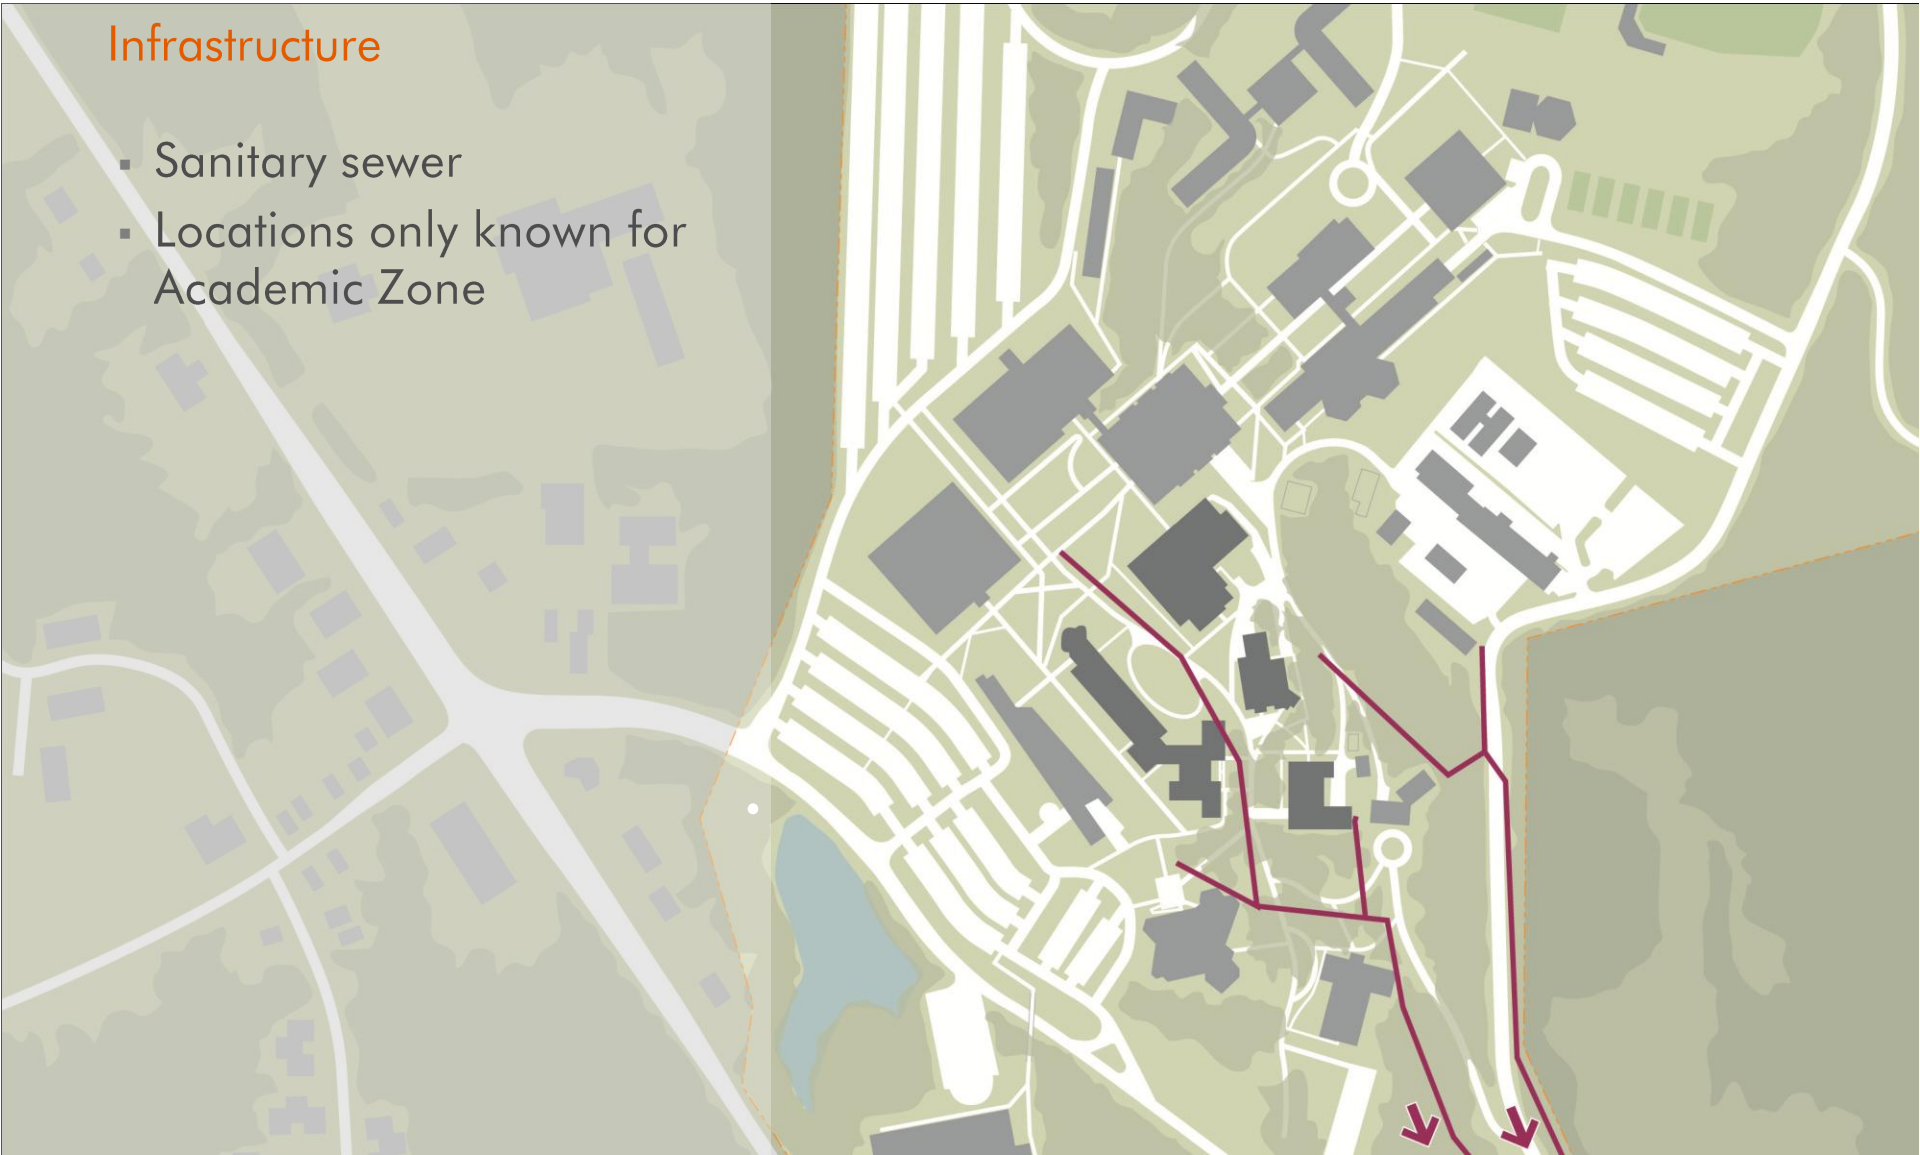 Infrastructure
▪ Sanitary sewer
▪ Locations only known for
Academic Zone